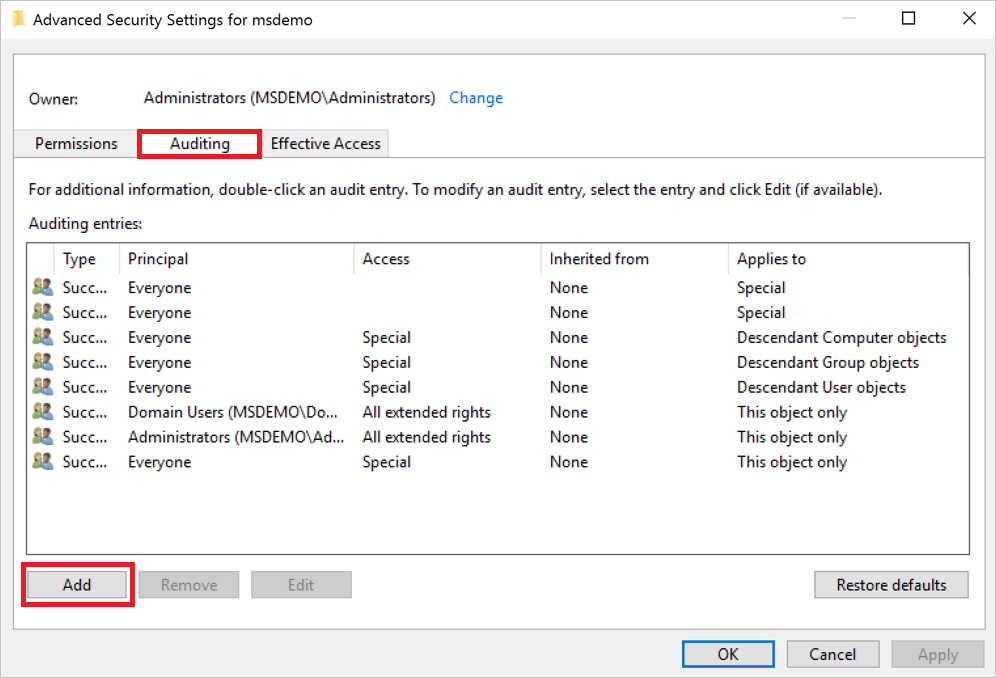 Advanced Security Settings for msdemo
Owner: Administrators (MSDEMO\Administrators) Change
Permissions Auditing Effective Access
For additional information, double-click an audit entry. To modify an audit entry, select the entry and click Edit (if available).
Auditing entries:
Type Principal Access Inherited from Applies to
Succ... Everyone None Special
Succ... Everyone None Special
Succ... Everyone Special None Descendant Computer objects
Succ... Everyone Special None Descendant Group objects
Succ... Everyone Special None Descendant User objects
Succ... Domain Users (MSDEMO\Do... All extended rights None This object only
Succ... Administrators (MSDEMO\Ad... All extended rights None This object only
Succ... Everyone Special None This object only
Add Remove Edit Restore defaults
OK Cancel Apply